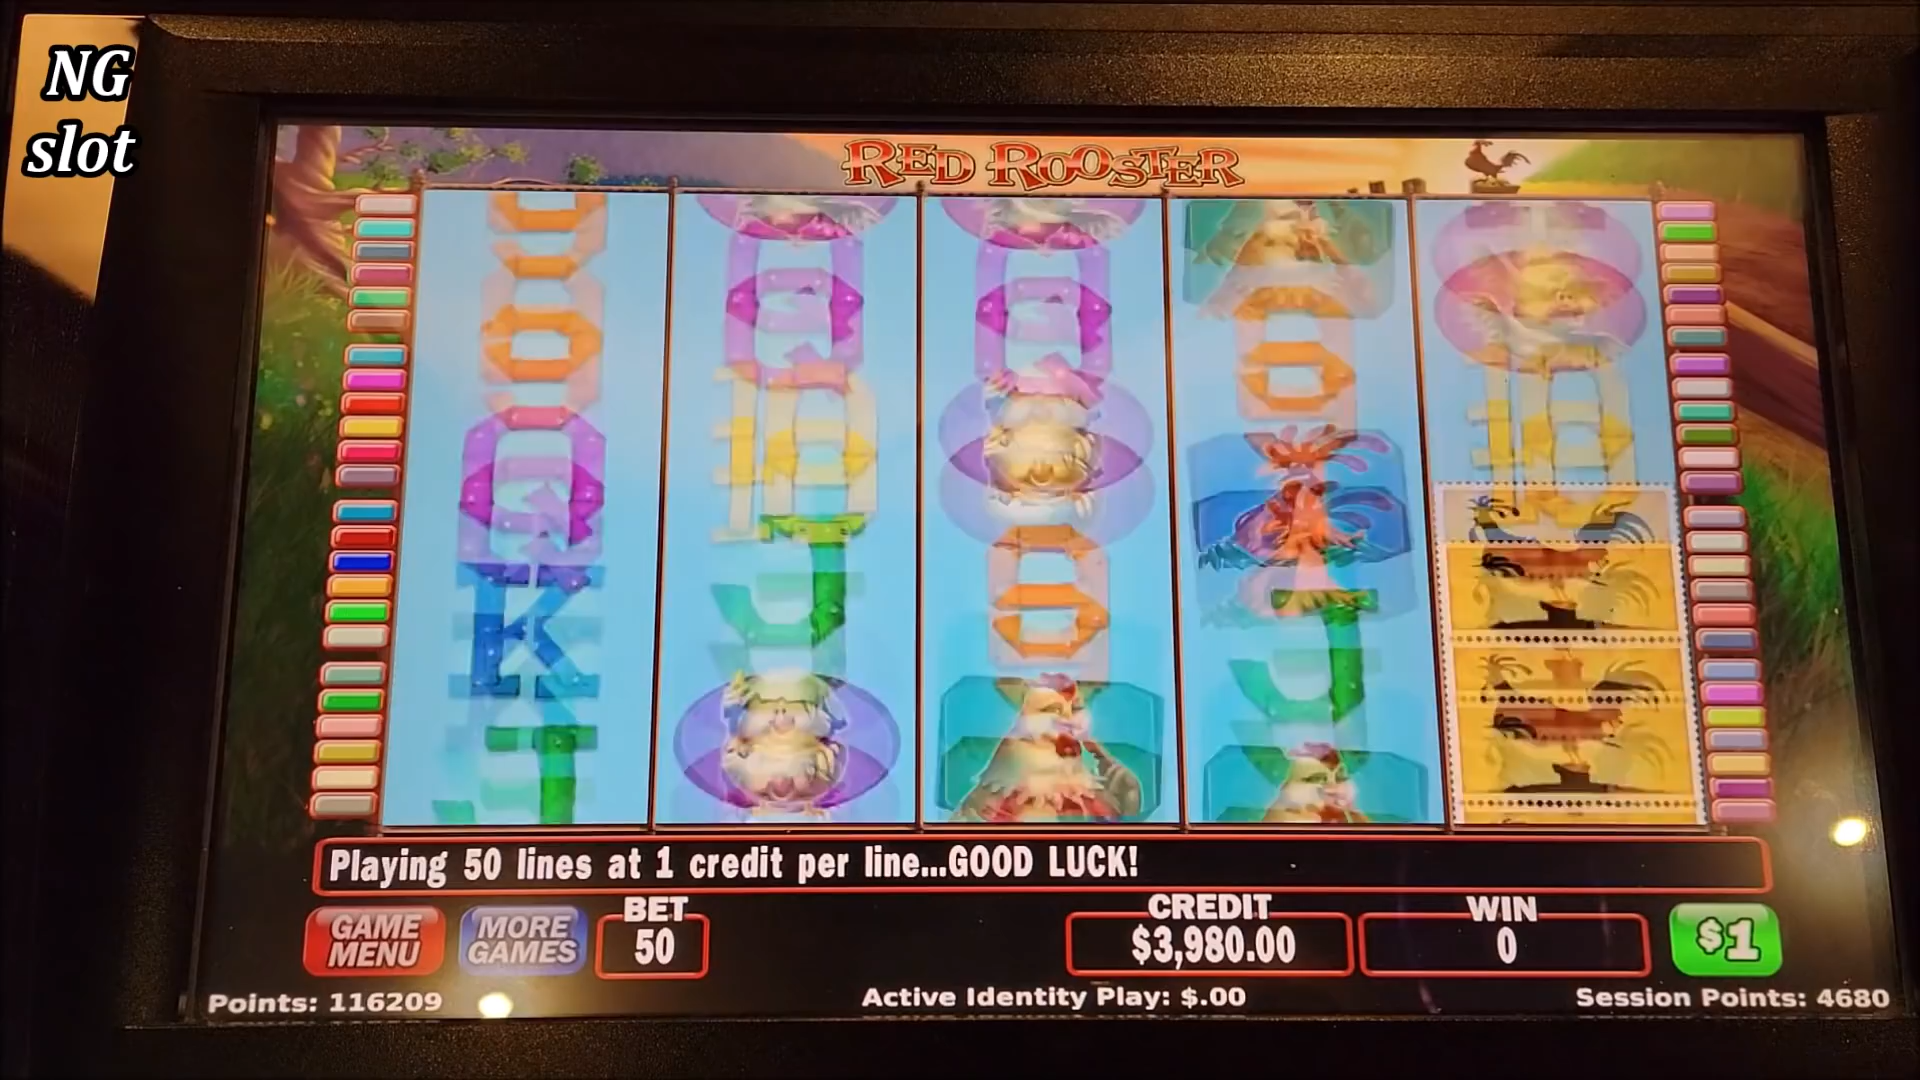 NG
slot
RED ROOSTER
Playing 50 lines at 1 credit per line...GOOD LUCK!
GAME
MENU
MORE
GAMES
BET
50
CREDIT
$3,980.00
WIN
0
$1
Points: 116209
Active Identity Play: $.00
Session Points: 4680